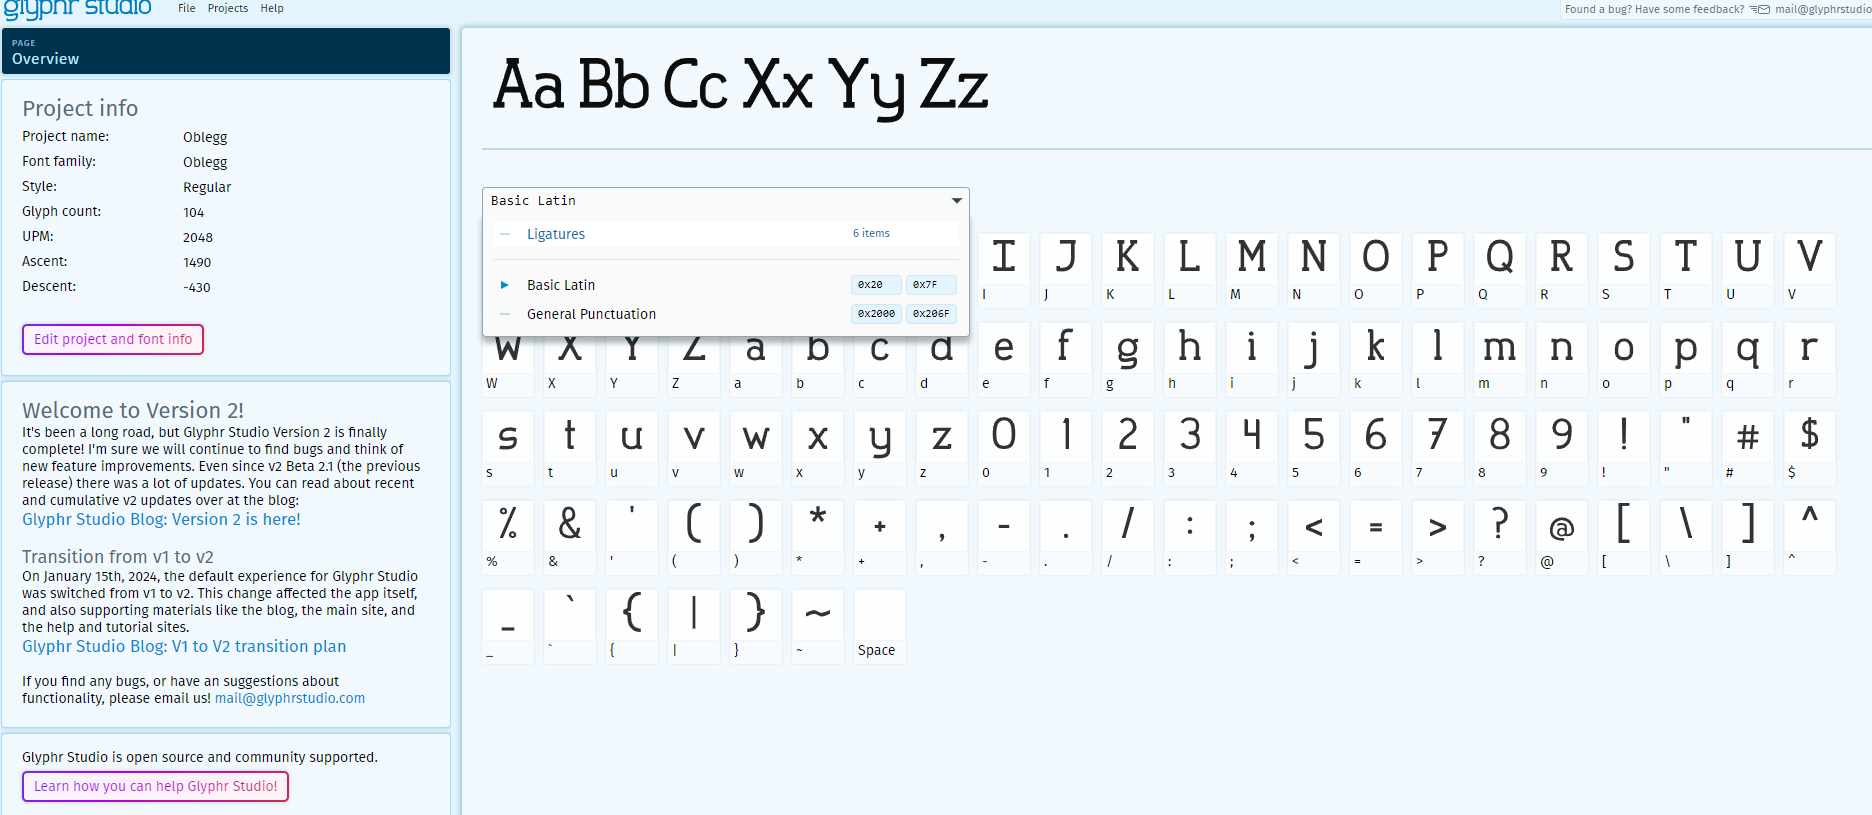 glyphr studio
File Projects Help
Found a bug? Have some feedback? mail@glyphrstudio
PAGE
Overview
Project info
Project name: Oblegg
Font family: Oblegg
Style: Regular
Glyph count: 104
UPM: 2048
Ascent: 1490
Descent: -430
Edit project and font info
Welcome to Version 2!
It's been a long road, but Glyphr Studio Version 2 is finally
complete! I'm sure we will continue to find bugs and think of
new feature improvements. Even since v2 Beta 2.1 (the previous
release) there was a lot of updates. You can read about recent
and cumulative v2 updates over at the blog:
Glyphr Studio Blog: Version 2 is here!
Transition from v1 to v2
On January 15th, 2024, the default experience for Glyphr Studio
was switched from v1 to v2. This change affected the app itself,
and also supporting materials like the blog, the main site, and
the help and tutorial sites.
Glyphr Studio Blog: V1 to V2 transition plan
If you find any bugs, or have an suggestions about
functionality, please email us! mail@glyphrstudio.com
Glyphr Studio is open source and community supported.
Learn how you can help Glyphr Studio!
Aa Bb Cc Xx Yy Zz
Basic Latin
Ligatures 6 items
Basic Latin 0x20 0x7F
General Punctuation 0x2000 0x206F
I J K L M N O P Q R S T U V
I J K L M N O P Q R S T U V
W X Y Z a b c d e f g h i j k l m n o p q r
W X Y Z a b c d e f g h i j k l m n o p q r
s t u v w x y z 0 1 2 3 4 5 6 7 8 9 ! " # $
s t u v w x y z 0 1 2 3 4 5 6 7 8 9 ! " # $
% & ' ( ) * + , - . / : ; < = > ? @ [ \ ] ^
% & ' ( ) * + , - . / : ; < = > ? @ [ \ ] ^
_ ` { | } ~
_ ` { | } ~ Space